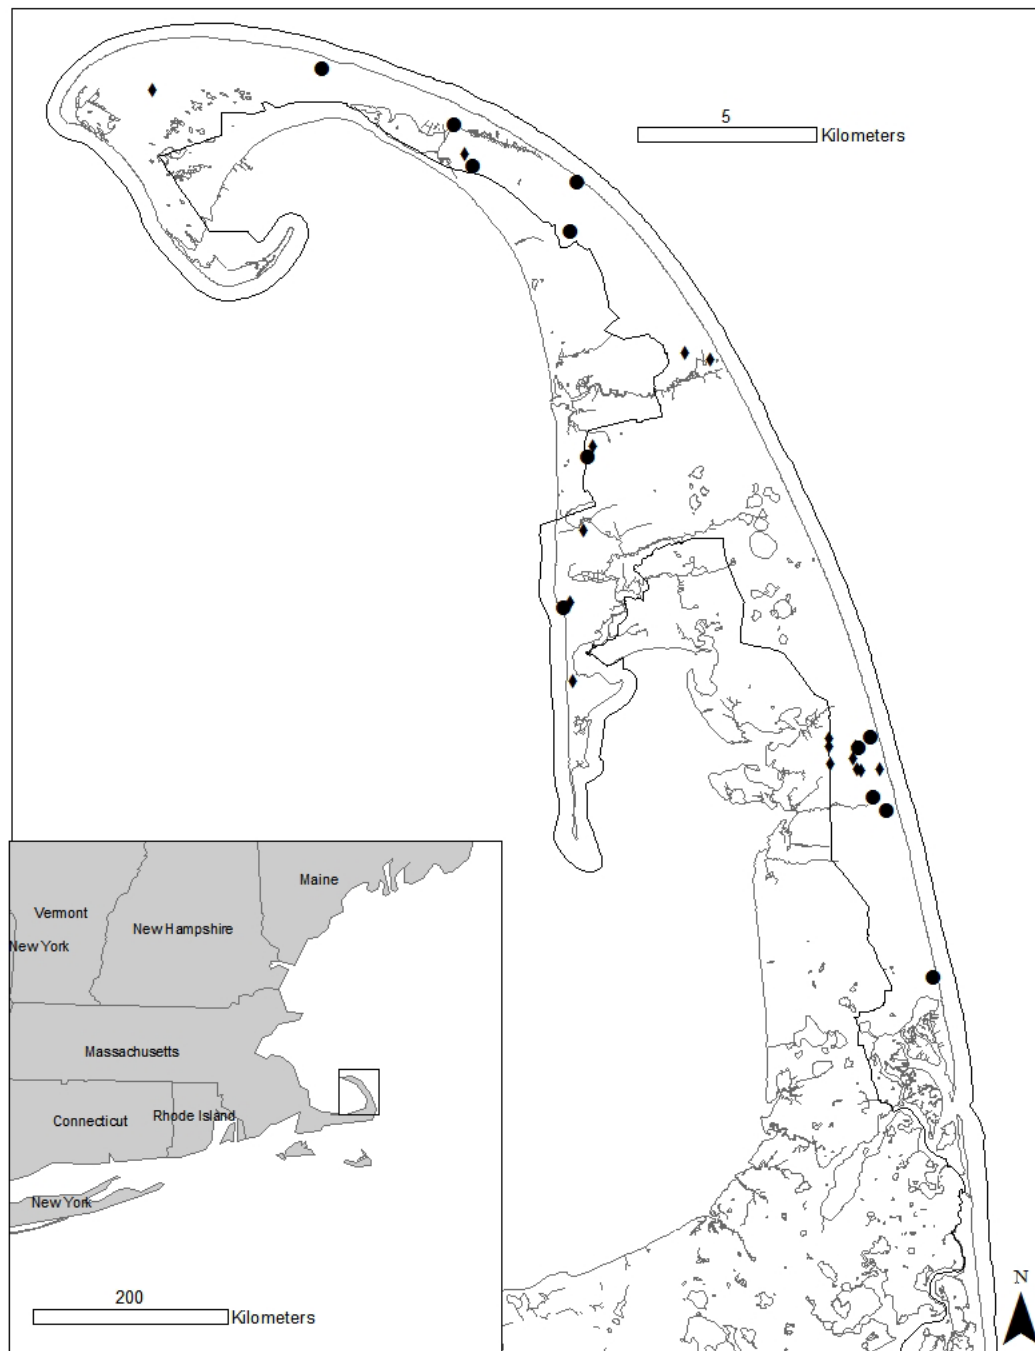 5
Kilometers
Maine
Vermont
New Hampshire
New York
Massachusetts
Rhode Island
Connecticut
New York
200
Kilometers
N